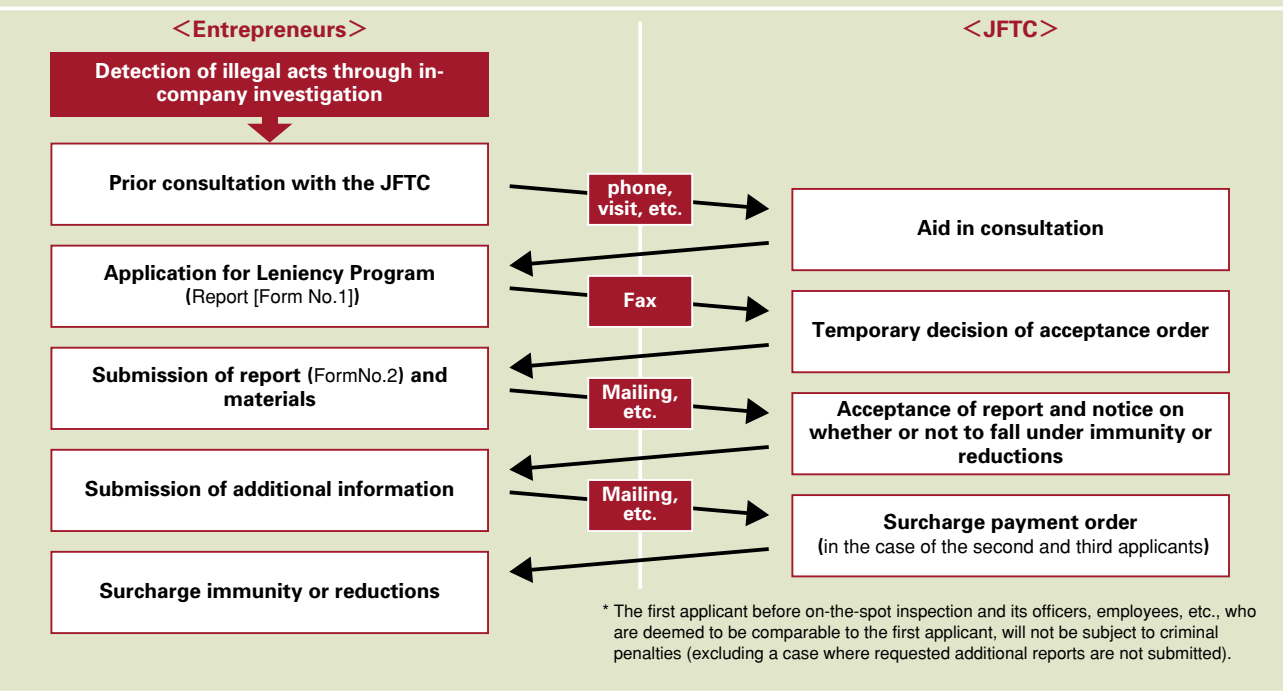 <Entrepreneurs>
<JFTC>
Detection of illegal acts through in-
company investigation
Prior consultation with the JFTC
phone,
visit, etc.
Aid in consultation
Application for Leniency Program
(Report [Form No.1])
Fax
Temporary decision of acceptance order
Submission of report (FormNo.2) and
materials
Mailing,
etc.
Acceptance of report and notice on
whether or not to fall under immunity or
reductions
Submission of additional information
Mailing,
etc.
Surcharge payment order
(in the case of the second and third applicants)
Surcharge immunity or reductions
* The first applicant before on-the-spot inspection and its officers, employees, etc., who
are deemed to be comparable to the first applicant, will not be subject to criminal
penalties (excluding a case where requested additional reports are not submitted).